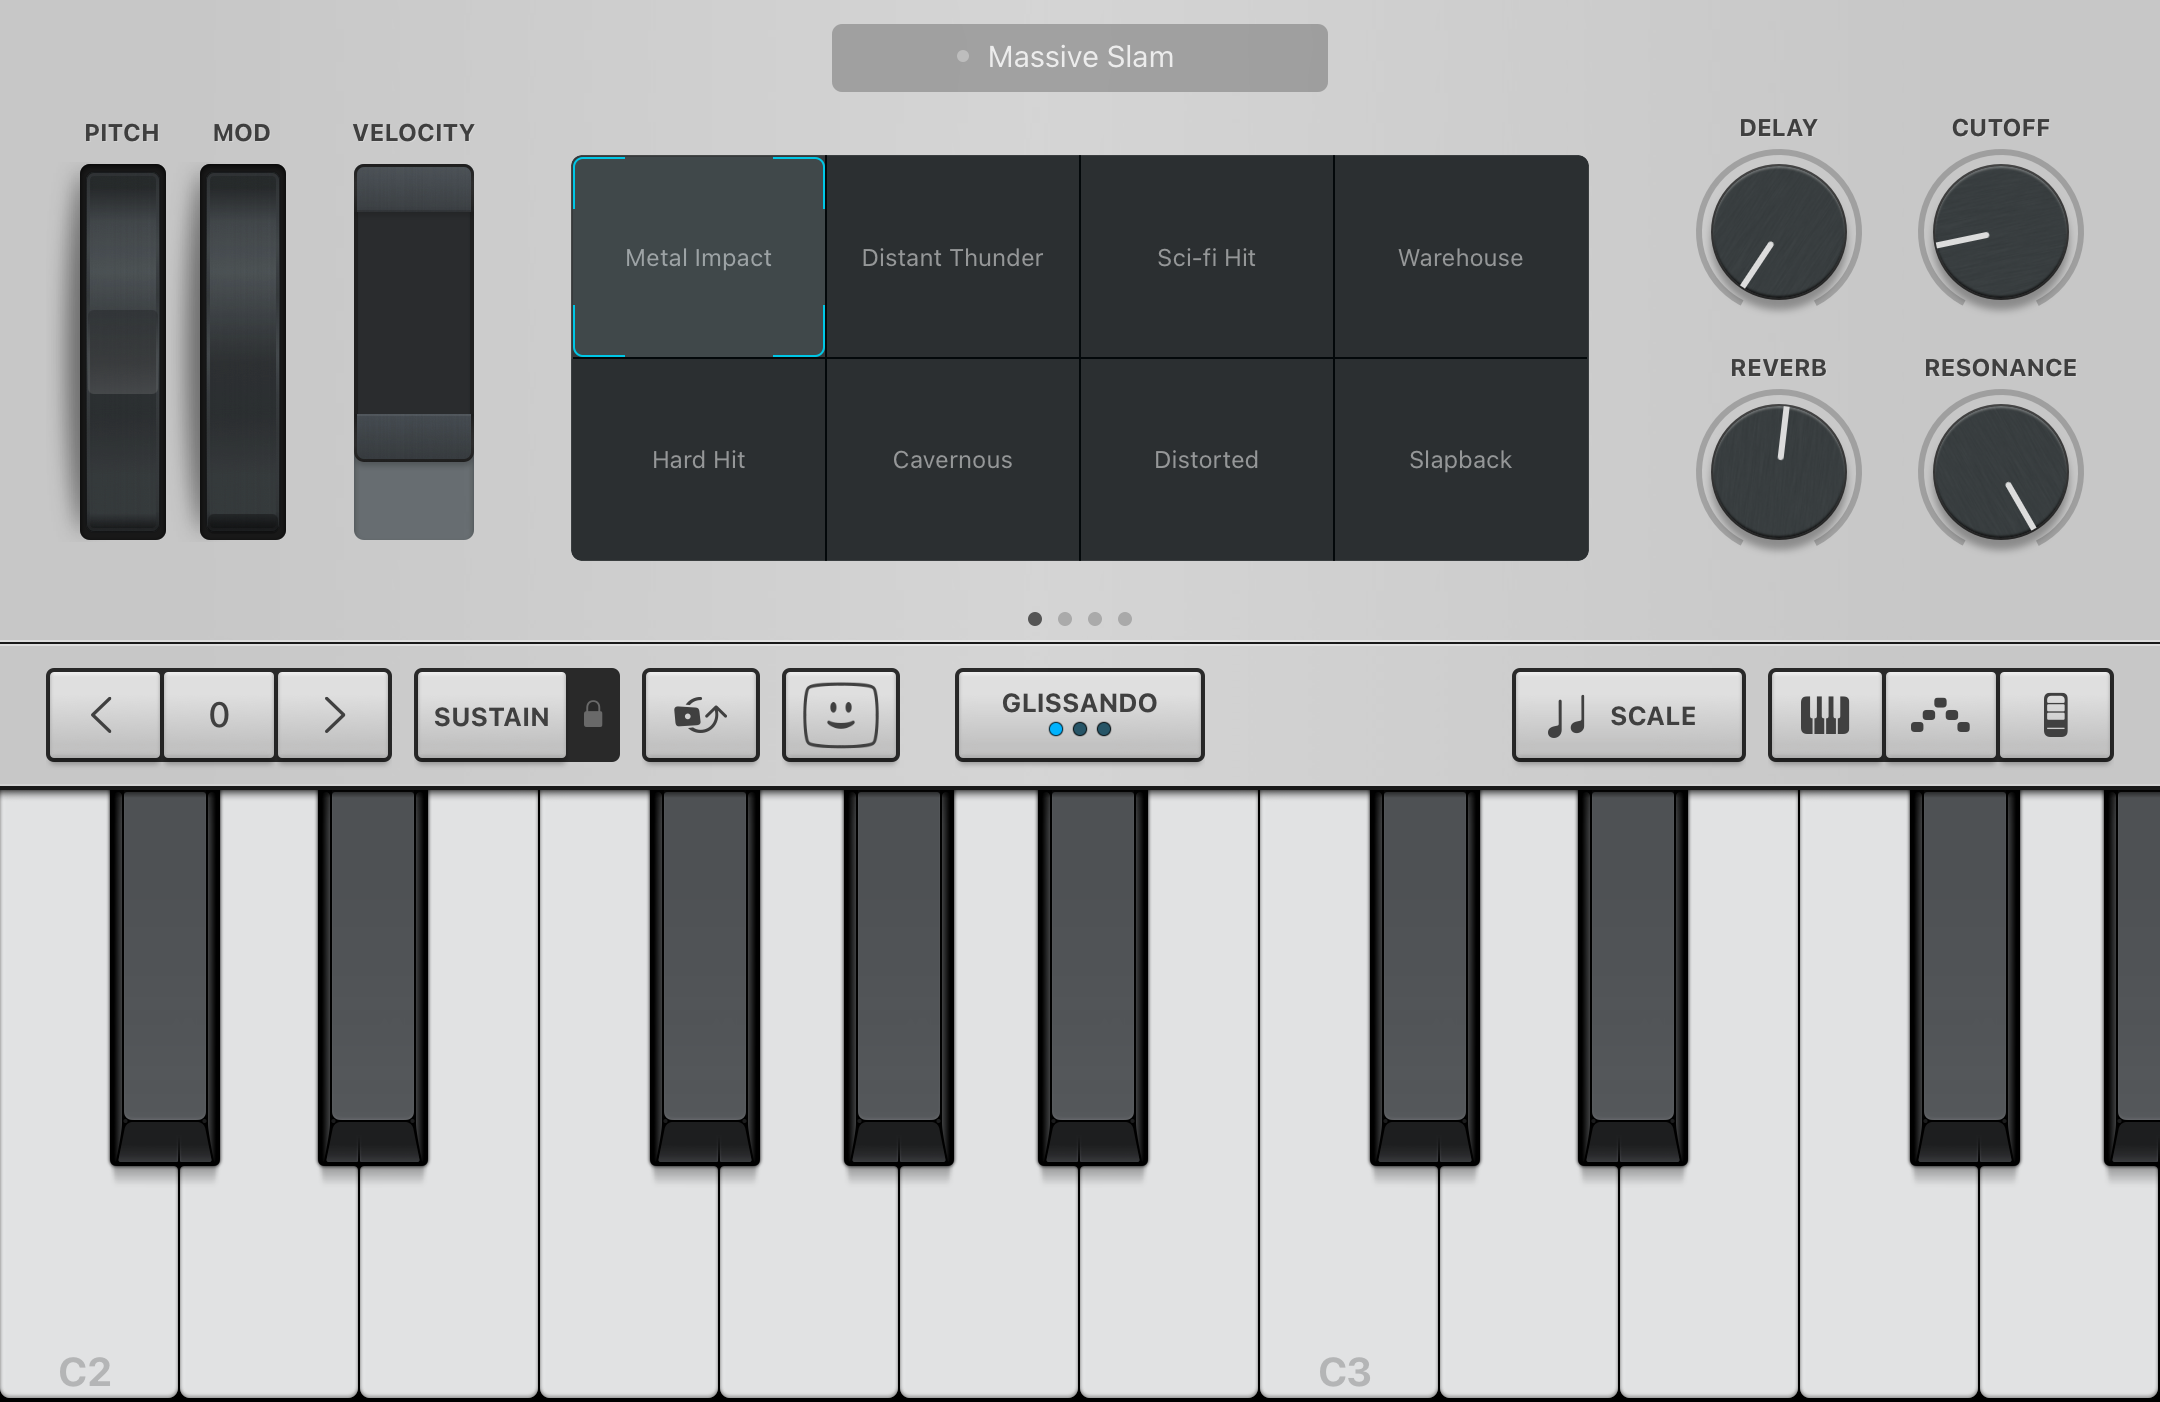 Massive Slam
PITCH MOD VELOCITY
DELAY CUTOFF
Metal Impact Distant Thunder Sci-fi Hit Warehouse
REVERB RESONANCE
Hard Hit Cavernous Distorted Slapback
0 SUSTAIN GLISSANDO SCALE
C2 C3